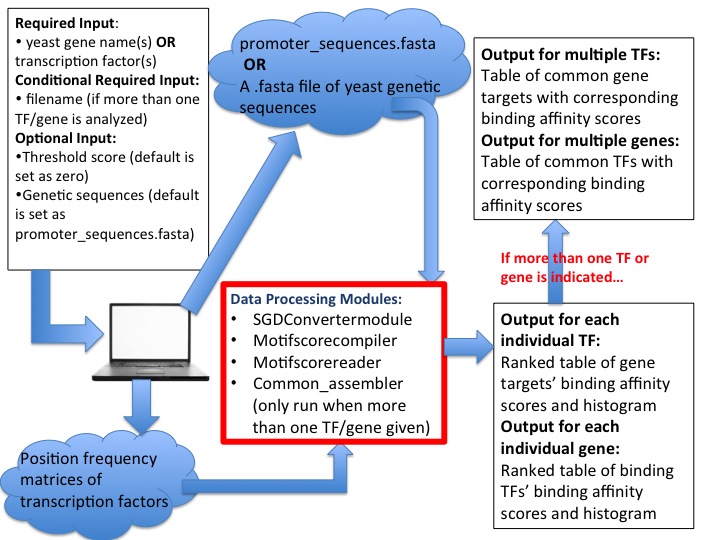 Required Input:
• yeast gene name(s) OR
transcription factor(s)
Conditional Required Input:
• filename (if more than one
TF/gene is analyzed)
Optional Input:
•Threshold score (default is
set as zero)
•Genetic sequences (default
is set as
promoter_sequences.fasta)
promoter_sequences.fasta
OR
A .fasta file of yeast genetic
sequences
Output for multiple TFs:
Table of common gene
targets with corresponding
binding affinity scores
Output for multiple genes:
Table of common TFs with
corresponding binding
affinity scores
If more than one TF or
gene is indicated…
Data Processing Modules:
• SGDConvertermodule
• Motifscorecompiler
• Motifscorereader
• Common_assembler
(only run when more
than one TF/gene given)
Output for each
individual TF:
Ranked table of gene
targets' binding affinity
scores and histogram
Output for each
individual gene:
Ranked table of binding
TFs' binding affinity
scores and histogram
Position frequency
matrices of
transcription factors